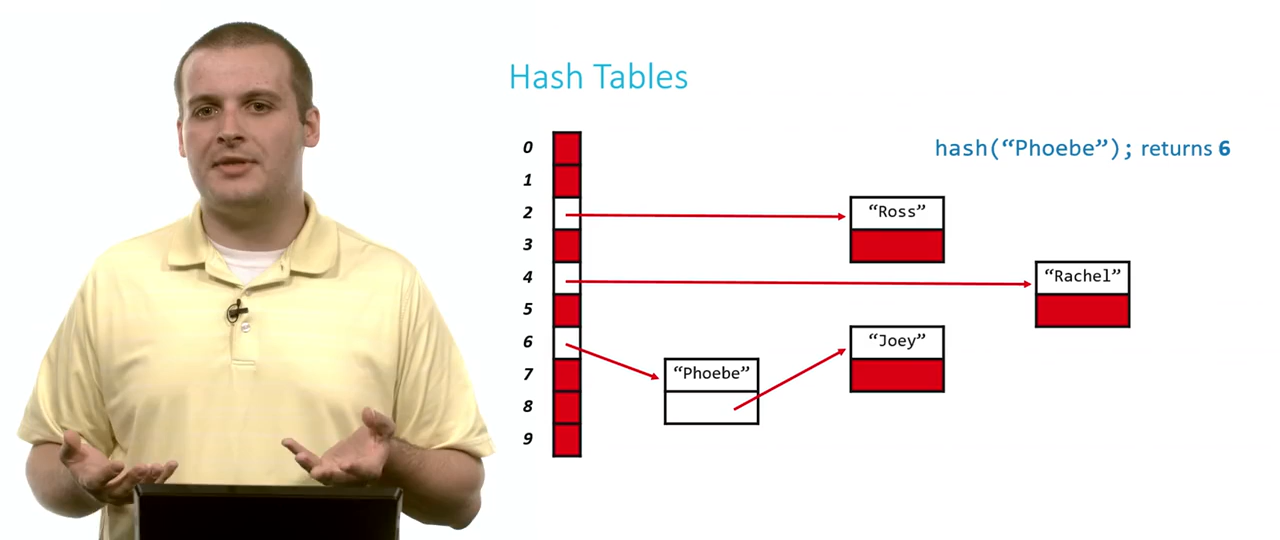 Hash Tables
hash(“Phoebe”); returns 6
0
1
2
“Ross”
3
4
“Rachel”
5
6
“Joey”
7
“Phoebe”
8
9